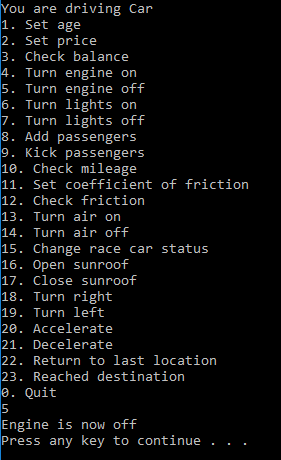 You are driving Car
1. Set age
2. Set price
3. Check balance
4. Turn engine on
5. Turn engine off
6. Turn lights on
7. Turn lights off
8. Add passengers
9. Kick passengers
10. Check mileage
11. Set coefficient of friction
12. Check friction
13. Turn air on
14. Turn air off
15. Change race car status
16. Open sunroof
17. Close sunroof
18. Turn right
19. Turn left
20. Accelerate
21. Decelerate
22. Return to last location
23. Reached destination
0. Quit
5
Engine is now off
Press any key to continue . . .